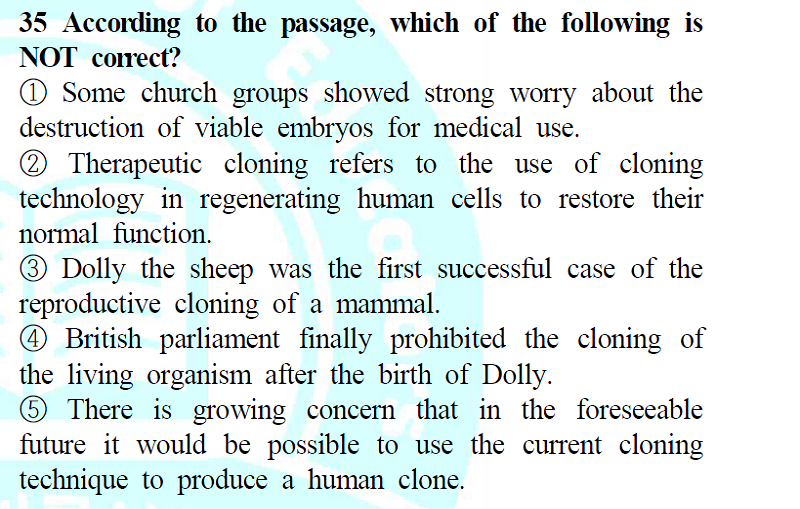 35 According to the passage, which of the following is
NOT correct?
① Some church groups showed strong worry about the
destruction of viable embryos for medical use.
② Therapeutic cloning refers to the use of cloning
technology in regenerating human cells to restore their
normal function.
③ Dolly the sheep was the first successful case of the
reproductive cloning of a mammal.
④ British parliament finally prohibited the cloning of
the living organism after the birth of Dolly.
⑤ There is growing concern that in the foreseeable
future it would be possible to use the current cloning
technique to produce a human clone.